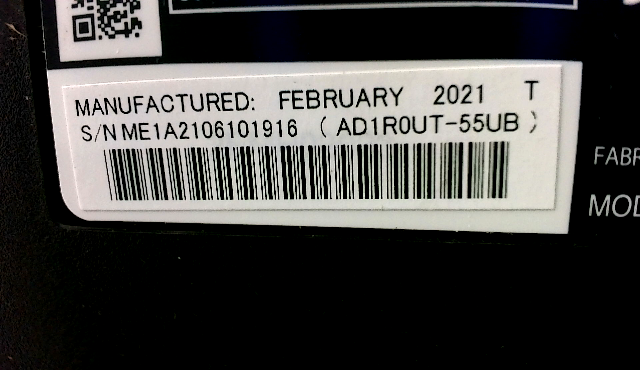 MANUFACTURED: FEBRUARY 2021 T
S/N ME1A2106101916 ( AD1R0UT-55UB )
FABR
MOD